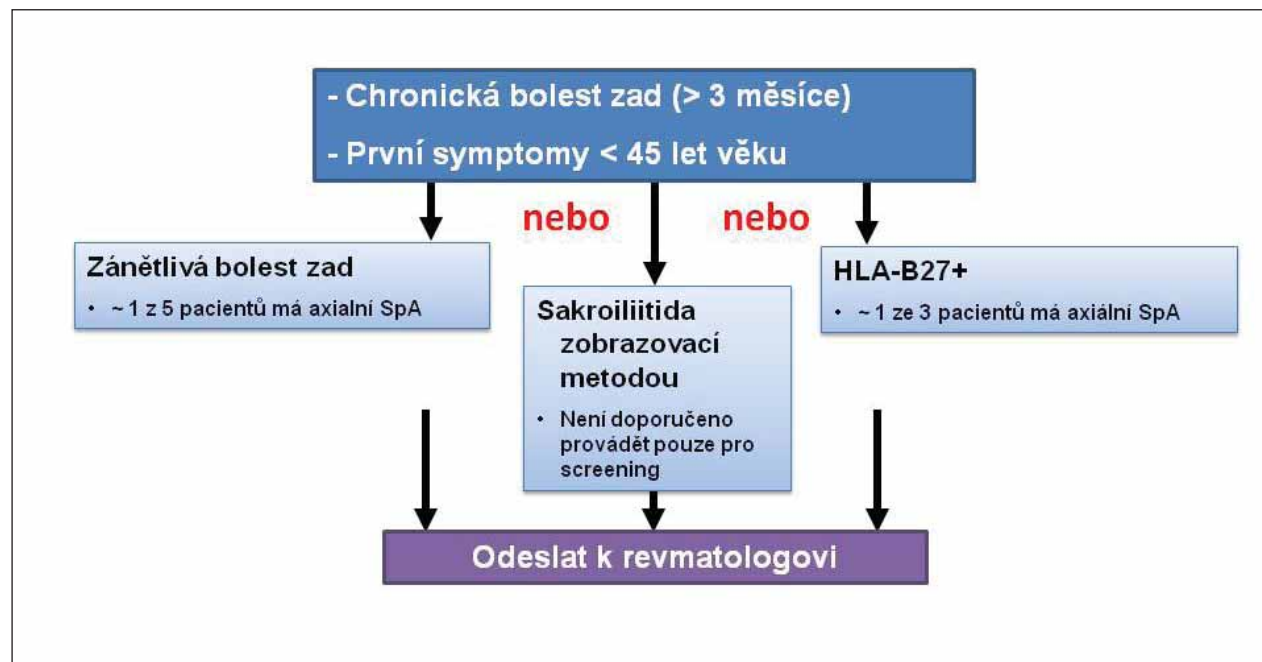 - Chronická bolest zad (> 3 měsíce)
- První symptomy < 45 let věku
nebo
nebo
Zánětlivá bolest zad
• ~ 1 z 5 pacientů má axialní SpA
Sakroiliitida
zobrazovací
metodou
• Není doporučeno
provádět pouze pro
screening
HLA-B27+
• ~ 1 ze 3 pacientů má axiální SpA
Odeslat k revmatologovi